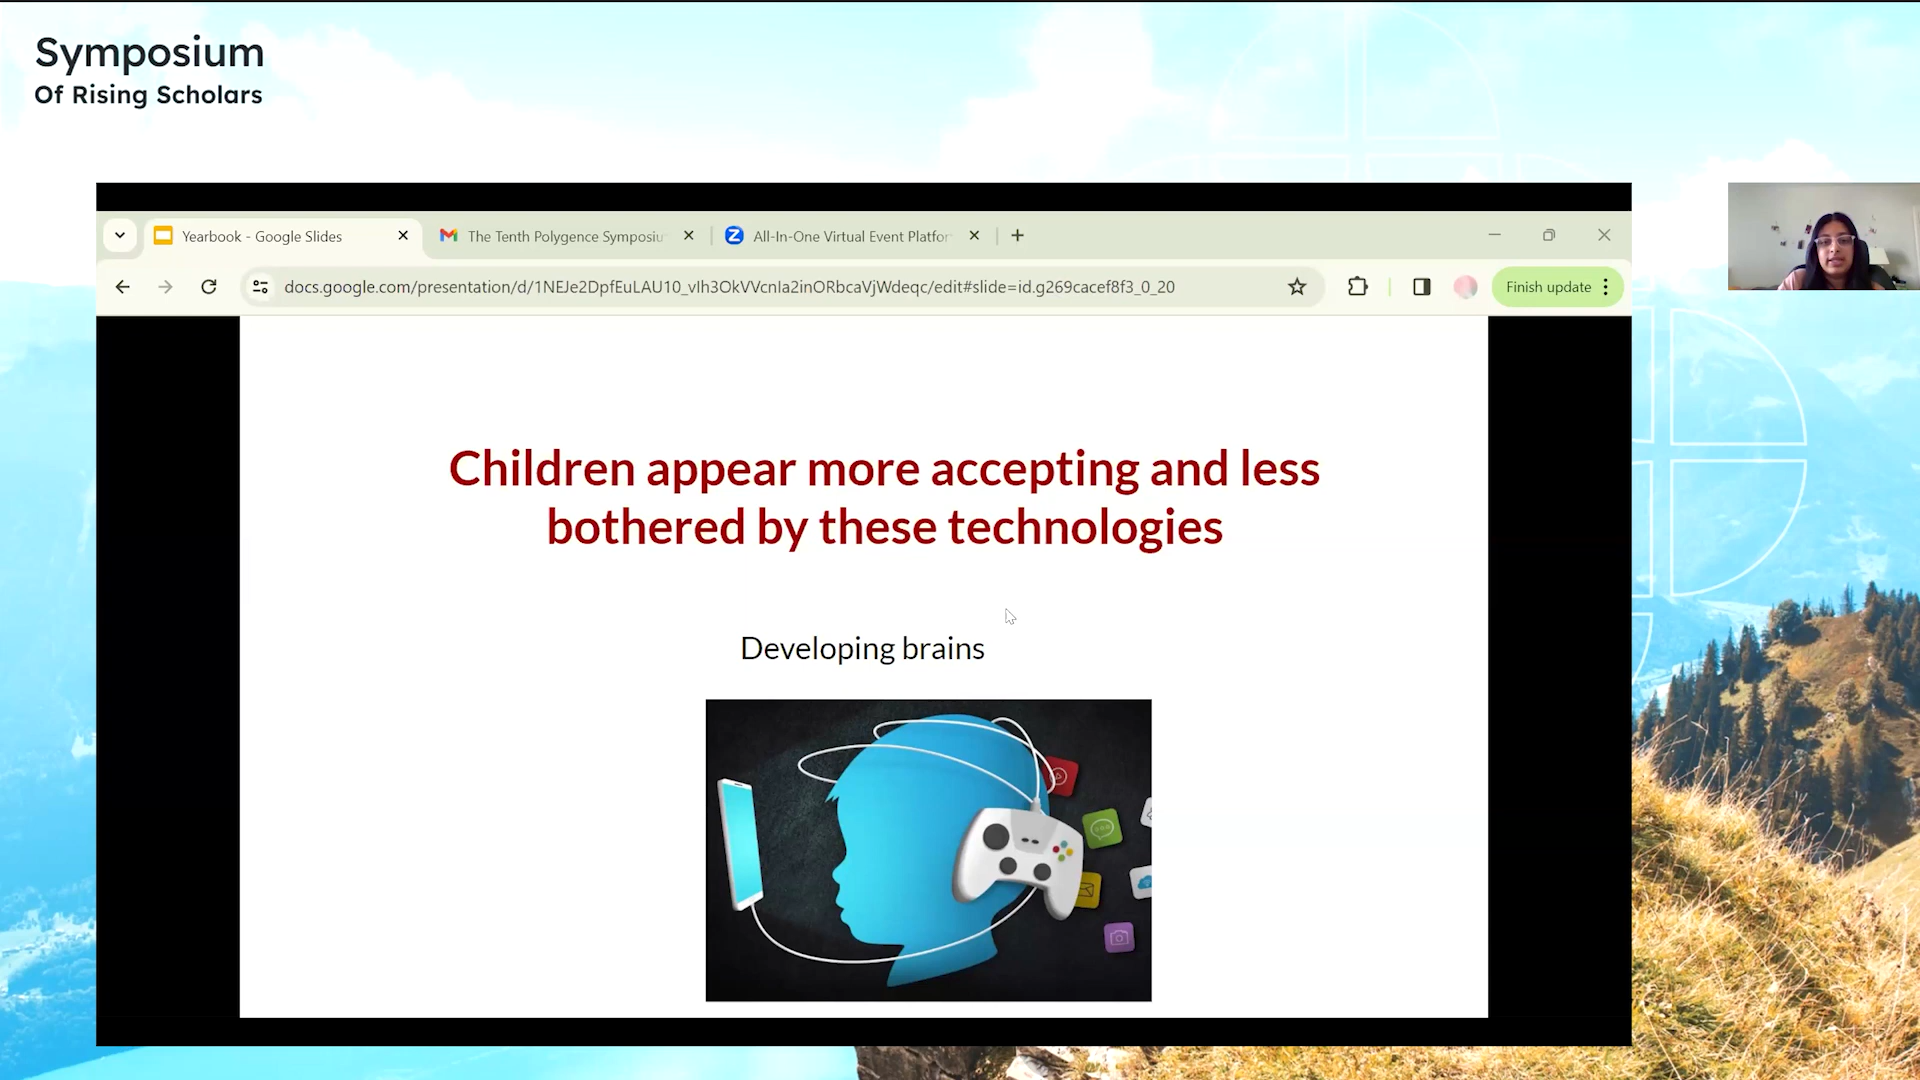 Symposium
Of Rising Scholars
Yearbook - Google Slides
The Tenth Polygence Symposiu
All-In-One Virtual Event Platfor
docs.google.com/presentation/d/1NEJe2DpfEuLAU10_vIh3OkVVcnIa2inORbcaVjWdeqc/edit#slide=id.g269cacef8f3_0_20
Finish update
Children appear more accepting and less
bothered by these technologies
Developing brains